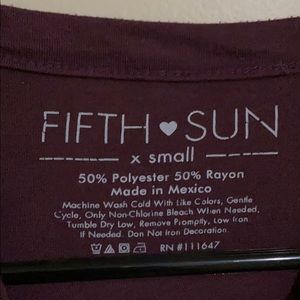 FIFTH ♥ SUN
x small
50% Polyester 50% Rayon
Made in Mexico
Machine Wash Cold With Like Colors, Gentle
Cycle, Only Non-Chlorine Bleach When Needed,
Tumble Dry Low, Remove Promptly, Low Iron
If Needed. Don Not Iron Decoration.
RN #111647